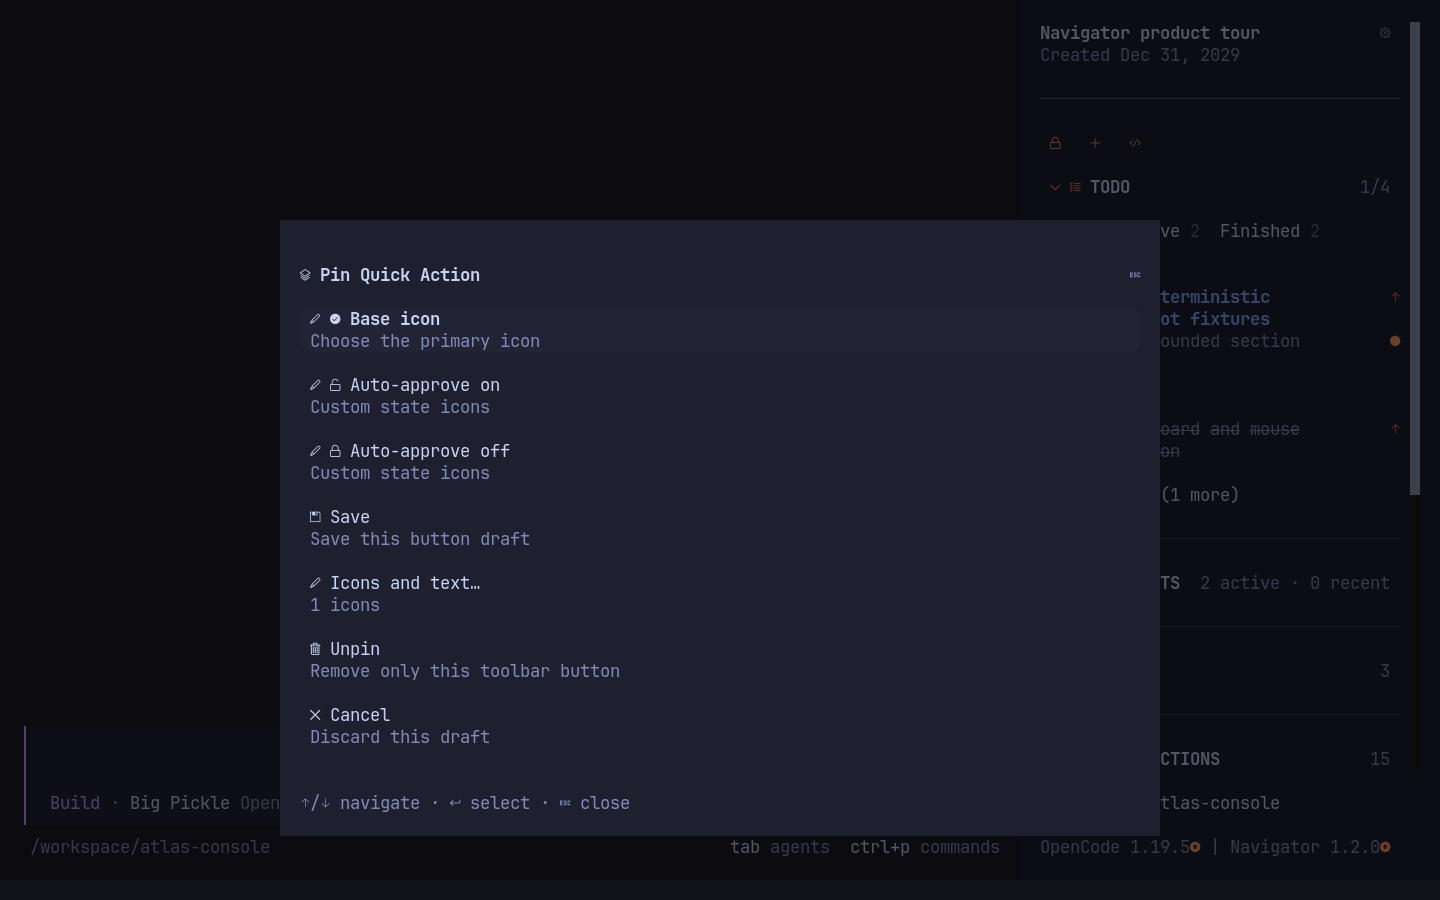 Navigator product tour
Created Dec 31, 2029
TODO 1/4
ve 2 Finished 2
Pin Quick Action ESC
Base icon
Choose the primary icon
Auto-approve on
Custom state icons
Auto-approve off
Custom state icons
Save
Save this button draft
Icons and text…
1 icons
Unpin
Remove only this toolbar button
Cancel
Discard this draft
↑/↓ navigate · ↵ select · ESC close
terministic ↑
ot fixtures
ounded section
oard and mouse ↑
on
(1 more)
TS 2 active · 0 recent
3
CTIONS 15
tlas-console
Build · Big Pickle Open
/workspace/atlas-console tab agents ctrl+p commands
OpenCode 1.19.5 | Navigator 1.2.0